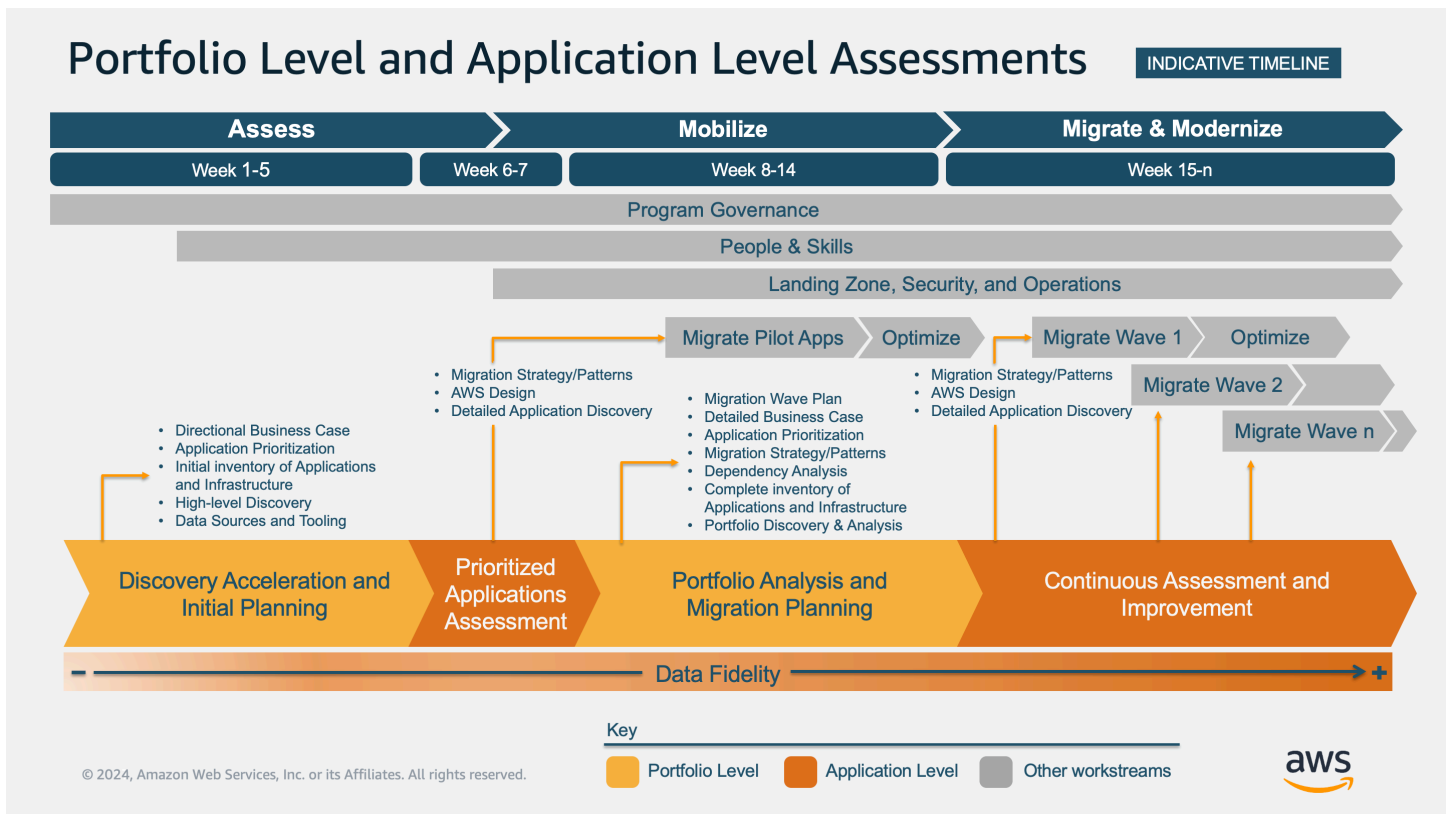 Portfolio Level and Application Level Assessments
INDICATIVE TIMELINE
Assess
Mobilize
Migrate & Modernize
Week 1-5
Week 6-7
Week 8-14
Week 15-n
Program Governance
People & Skills
Landing Zone, Security, and Operations
Migrate Pilot Apps
Optimize
Migrate Wave 1
Optimize
Migrate Wave 2
Migrate Wave n
• Directional Business Case
• Application Prioritization
• Initial inventory of Applications
and Infrastructure
• High-level Discovery
• Data Sources and Tooling
• Migration Strategy/Patterns
• AWS Design
• Detailed Application Discovery
• Migration Wave Plan
• Detailed Business Case
• Application Prioritization
• Migration Strategy/Patterns
• Dependency Analysis
• Complete inventory of
Applications and Infrastructure
• Portfolio Discovery & Analysis
• Migration Strategy/Patterns
• AWS Design
• Detailed Application Discovery
Discovery Acceleration and
Initial Planning
Prioritized
Applications
Assessment
Portfolio Analysis and
Migration Planning
Continuous Assessment and
Improvement
- Data Fidelity +
Key
Portfolio Level
Application Level
Other workstreams
© 2024, Amazon Web Services, Inc. or its Affiliates. All rights reserved.
aws